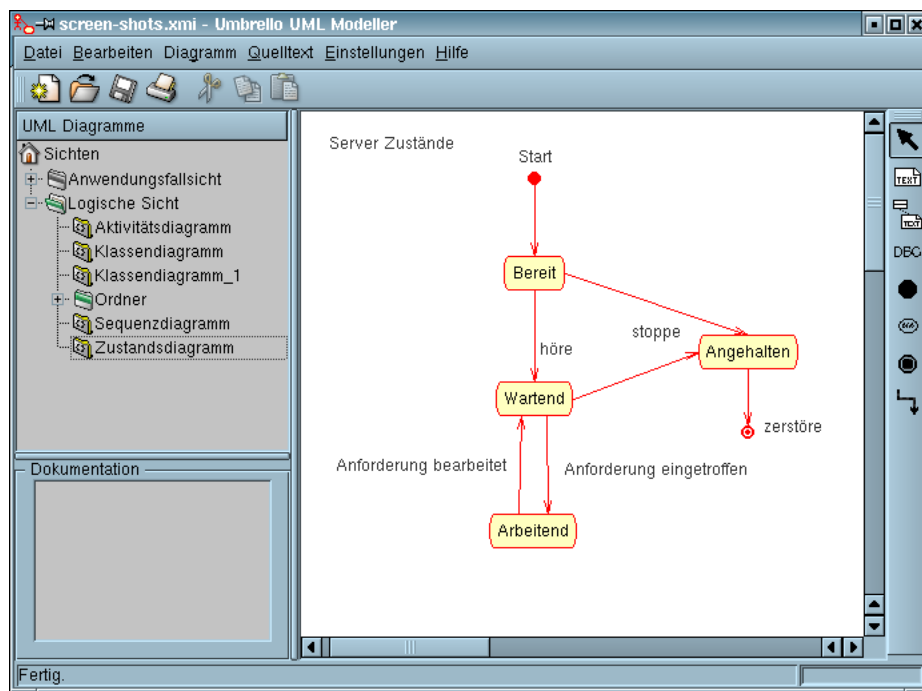 screen-shots.xmi - Umbrello UML Modeller
Datei Bearbeiten Diagramm Quelltext Einstellungen Hilfe
UML Diagramme
Sichten
Anwendungsfallsicht
Logische Sicht
Aktivitätsdiagramm
Klassendiagramm
Klassendiagramm_1
Ordner
Sequenzdiagramm
Zustandsdiagramm
Dokumentation
Server Zustände
Start
Bereit
stoppe
höre
Angehalten
Wartend
zerstöre
Anforderung bearbeitet
Anforderung eingetroffen
Arbeitend
TEXT
TEXT
Fertig.